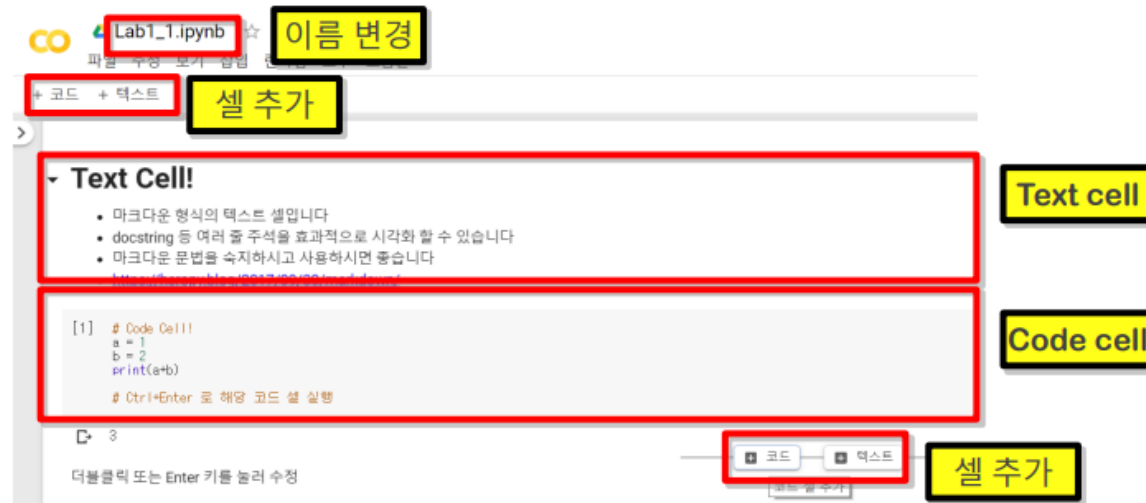 CO
Lab1_1.ipynb
이름 변경
파일 수정 보기 삽입
+ 코드 + 텍스트
셀 추가
Text Cell!
• 마크다운 형식의 텍스트 셀입니다
• docstring 등 여러 줄 주석을 효과적으로 시각화 할 수 있습니다
• 마크다운 문법을 숙지하시고 사용하시면 좋습니다
Text cell
[1] # Code Cell!
a = 1
b = 2
print(a+b)
# Ctrl+Enter 로 해당 코드 셀 실행
Code cell
3
코드 텍스트
코드 셀 추가
셀 추가
더블클릭 또는 Enter 키를 눌러 수정